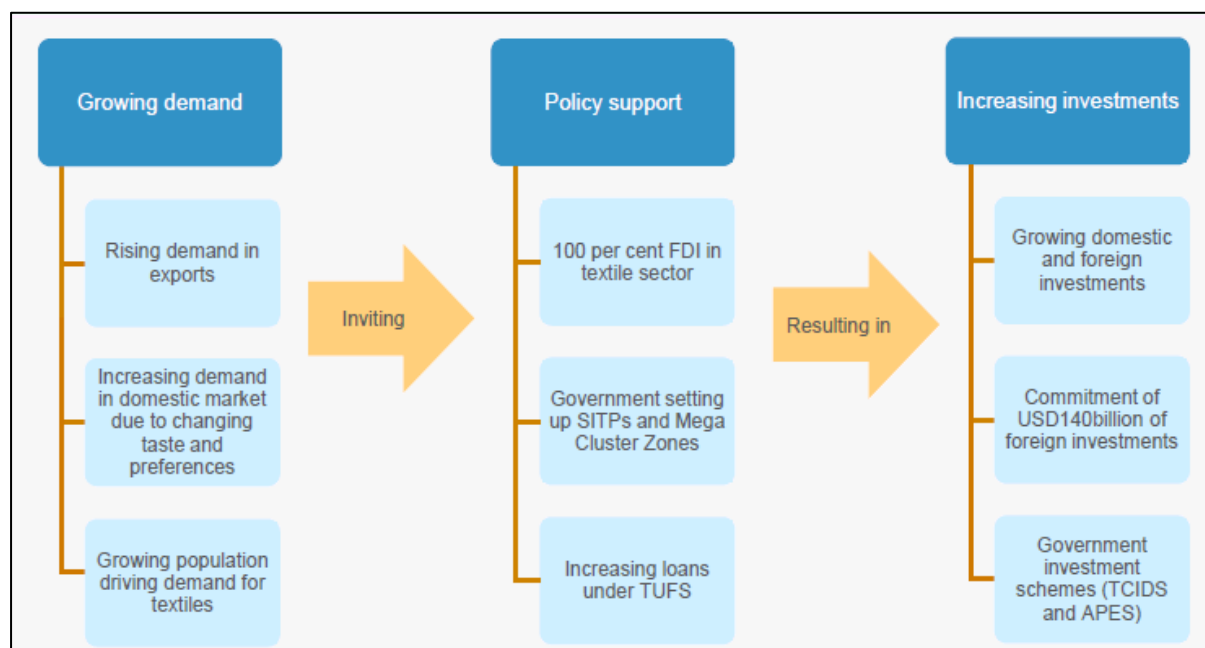 Growing demand
Rising demand in
exports
Increasing demand
in domestic market
due to changing
taste and
preferences
Growing population
driving demand for
textiles
Inviting
Policy support
100 per cent FDI in
textile sector
Government setting
up SITPs and Mega
Cluster Zones
Increasing loans
under TUFS
Resulting in
Increasing investments
Growing domestic
and foreign
investments
Commitment of
USD140billion of
foreign investments
Government
investment
schemes (TCIDS
and APES)